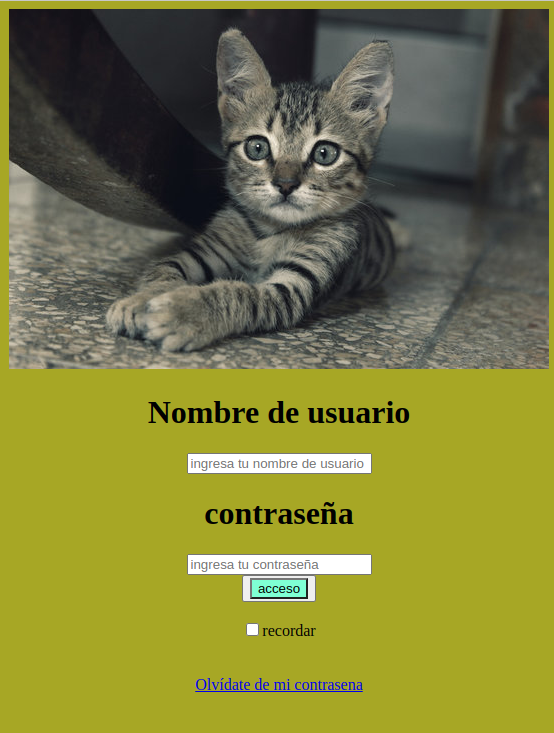 Nombre de usuario
ingresa tu nombre de usuario
contraseña
ingresa tu contraseña
acceso
recordar
Olvídate de mi contrasena